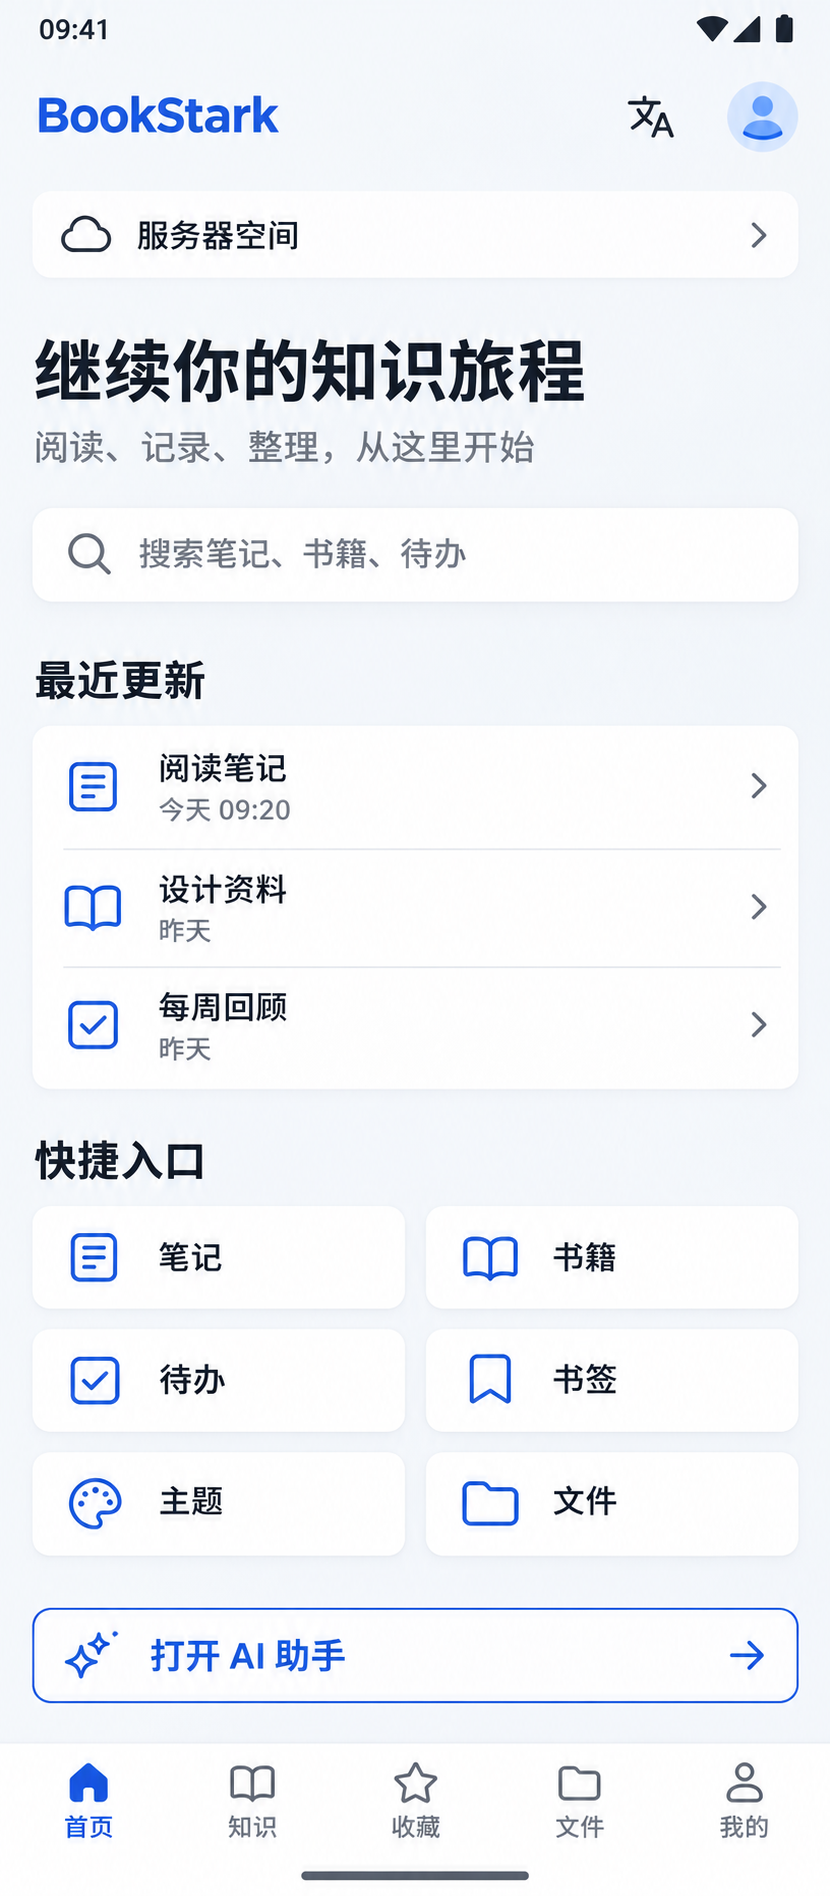 09:41
BookStark
服务器空间
继续你的知识旅程
阅读、记录、整理，从这里开始
搜索笔记、书籍、待办
最近更新
阅读笔记
今天 09:20
设计资料
昨天
每周回顾
昨天
快捷入口
笔记
书籍
待办
书签
主题
文件
打开 AI 助手
首页
知识
收藏
文件
我的